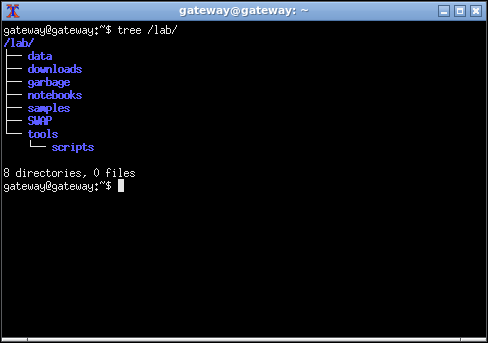 gateway@gateway: ~
gateway@gateway:~$ tree /lab/
/lab/
├── data
├── downloads
├── garbage
├── notebooks
├── samples
├── SWAP
└── tools
    └── scripts

8 directories, 0 files
gateway@gateway:~$